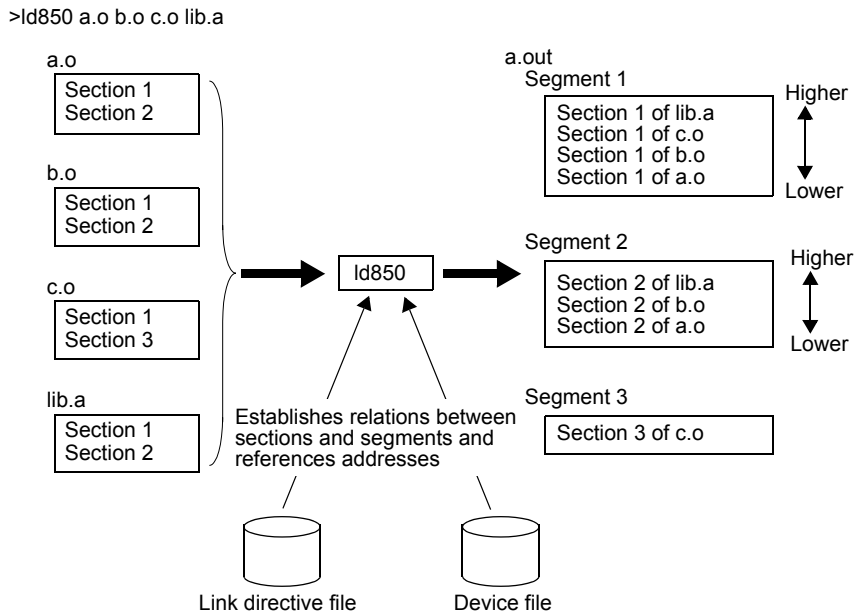 >ld850 a.o b.o c.o lib.a
a.o
Section 1
Section 2
b.o
Section 1
Section 2
c.o
Section 1
Section 3
lib.a
Section 1
Section 2
ld850
Establishes relations between
sections and segments and
references addresses
Link directive file
Device file
a.out
Segment 1
Section 1 of lib.a
Section 1 of c.o
Section 1 of b.o
Section 1 of a.o
Higher
Lower
Segment 2
Section 2 of lib.a
Section 2 of b.o
Section 2 of a.o
Higher
Lower
Segment 3
Section 3 of c.o